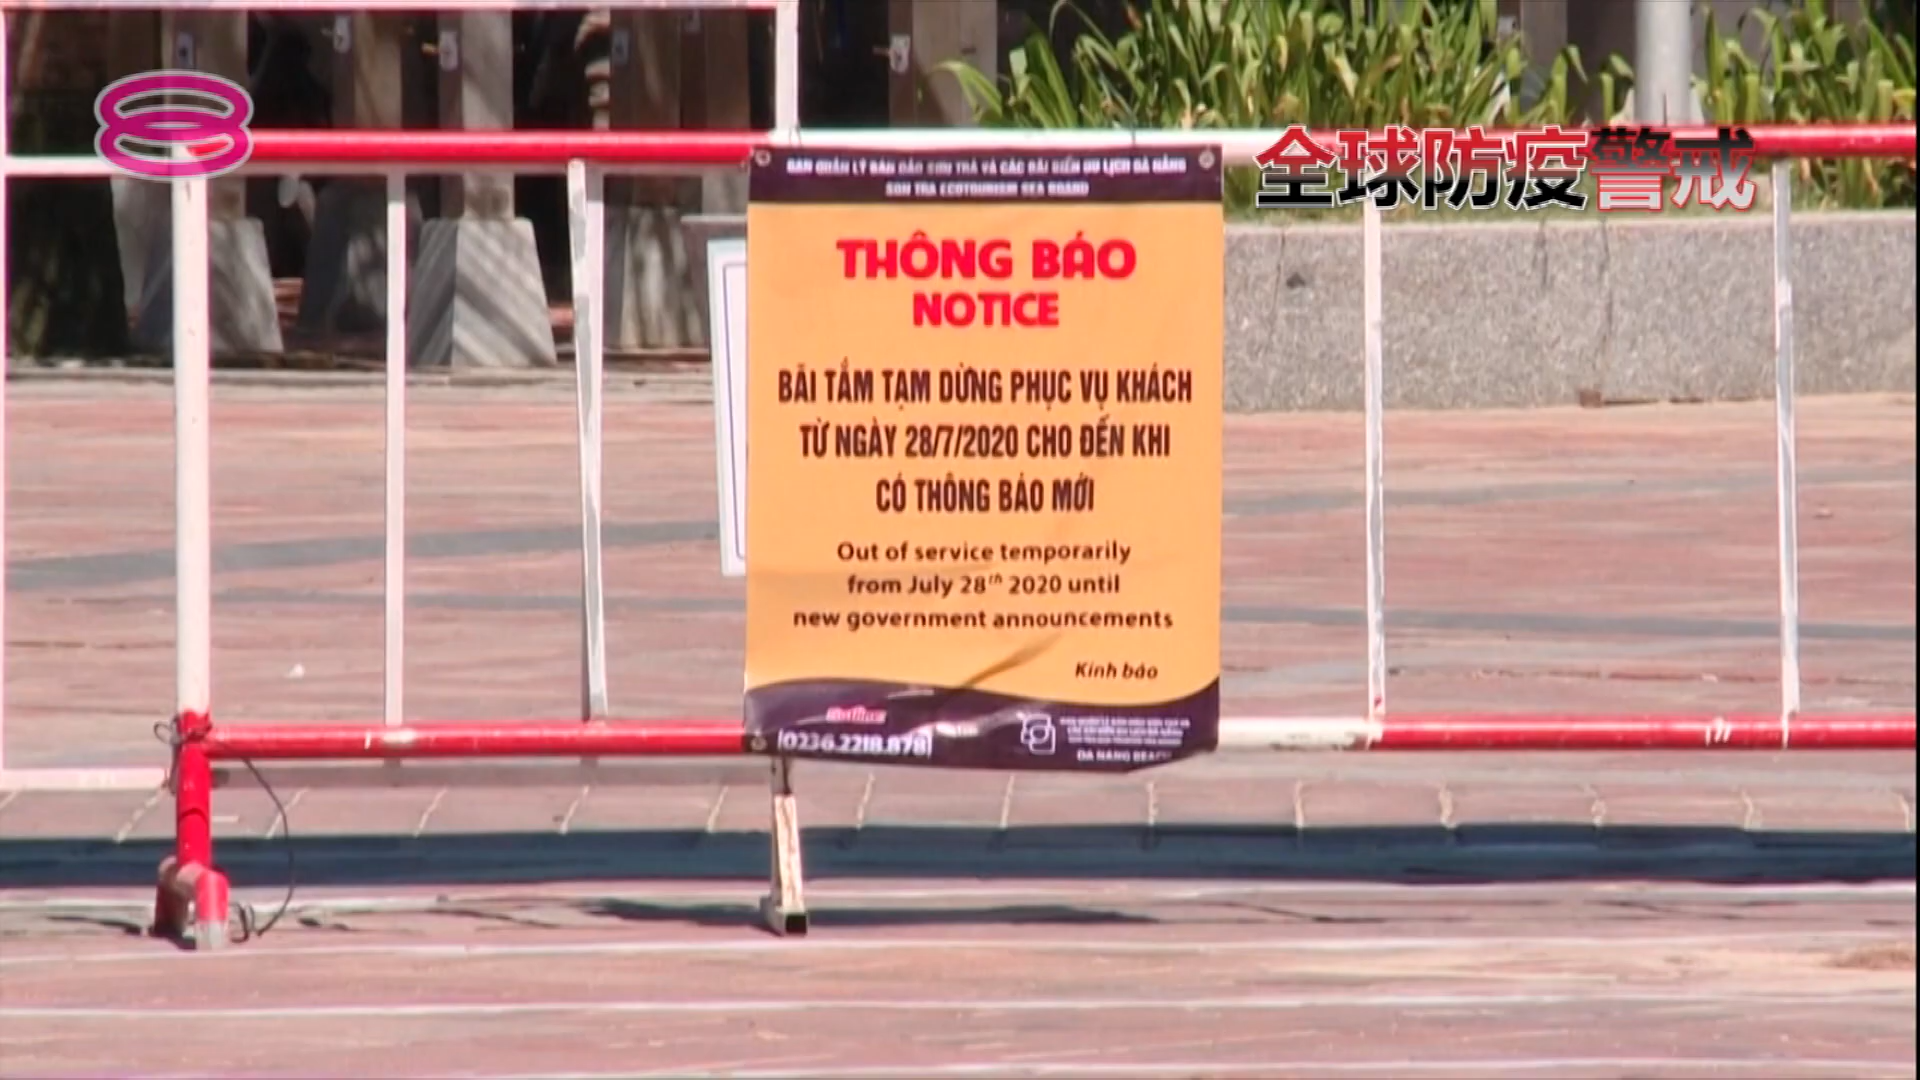 全球防疫警戒
BAN QUẢN LÝ BÁN ĐẢO SƠN TRÀ VÀ CÁC BÃI BIỂN DU LỊCH ĐÀ NẴNG
SON TRA ECOTOURISM SEA BOARD
THÔNG BÁO
NOTICE
BÃI TẮM TẠM DỪNG PHỤC VỤ KHÁCH
TỪ NGÀY 28/7/2020 CHO ĐẾN KHI
CÓ THÔNG BÁO MỚI
Out of service temporarily
from July 28th 2020 until
new government announcements
Kính báo
Hotline
0236.2218.878
DA NANG BEACH